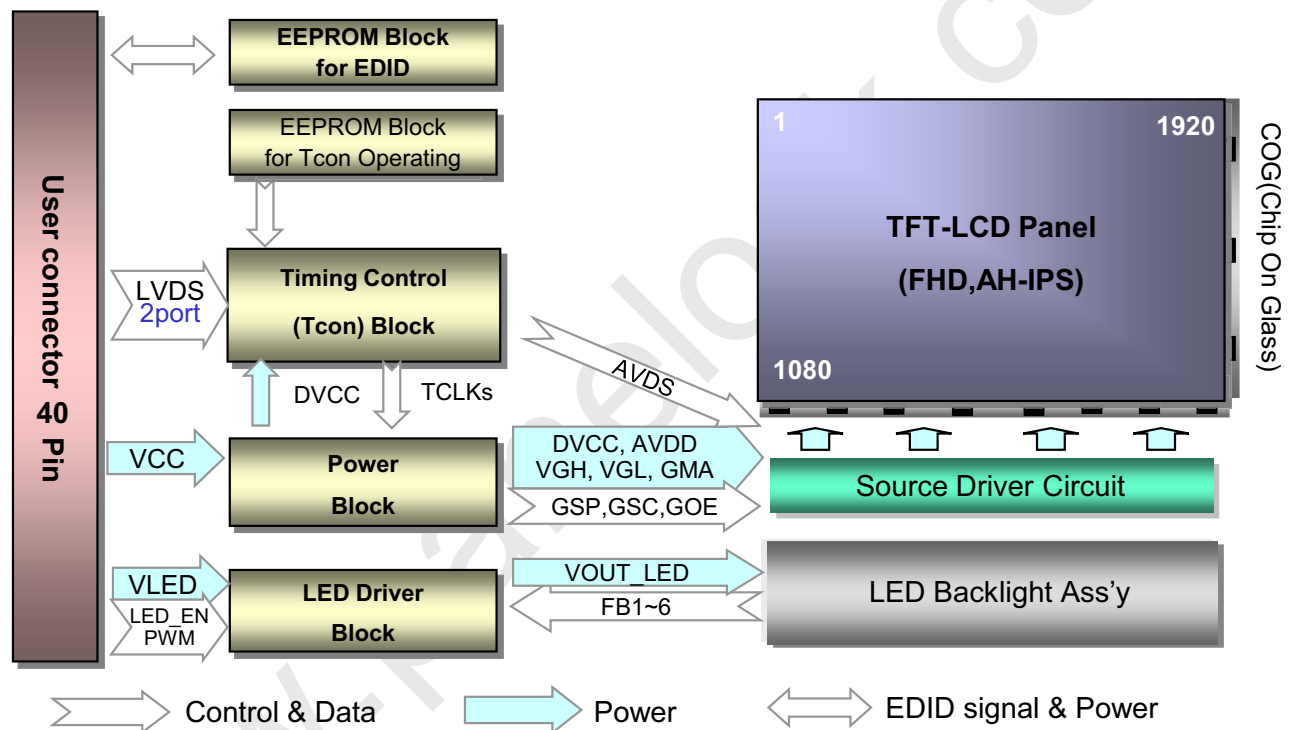 User connector 40 Pin
EEPROM Block
for EDID
EEPROM Block
for Tcon Operating
LVDS
2port
Timing Control
(Tcon) Block
DVCC
TCLKs
AVDS
VCC
Power
Block
DVCC, AVDD
VGH, VGL, GMA
GSP,GSC,GOE
VLED
LED_EN
PWM
LED Driver
Block
VOUT_LED
FB1~6
1
1920
TFT-LCD Panel
(FHD,AH-IPS)
1080
COG(Chip On Glass)
Source Driver Circuit
LED Backlight Ass'y
Control & Data
Power
EDID signal & Power